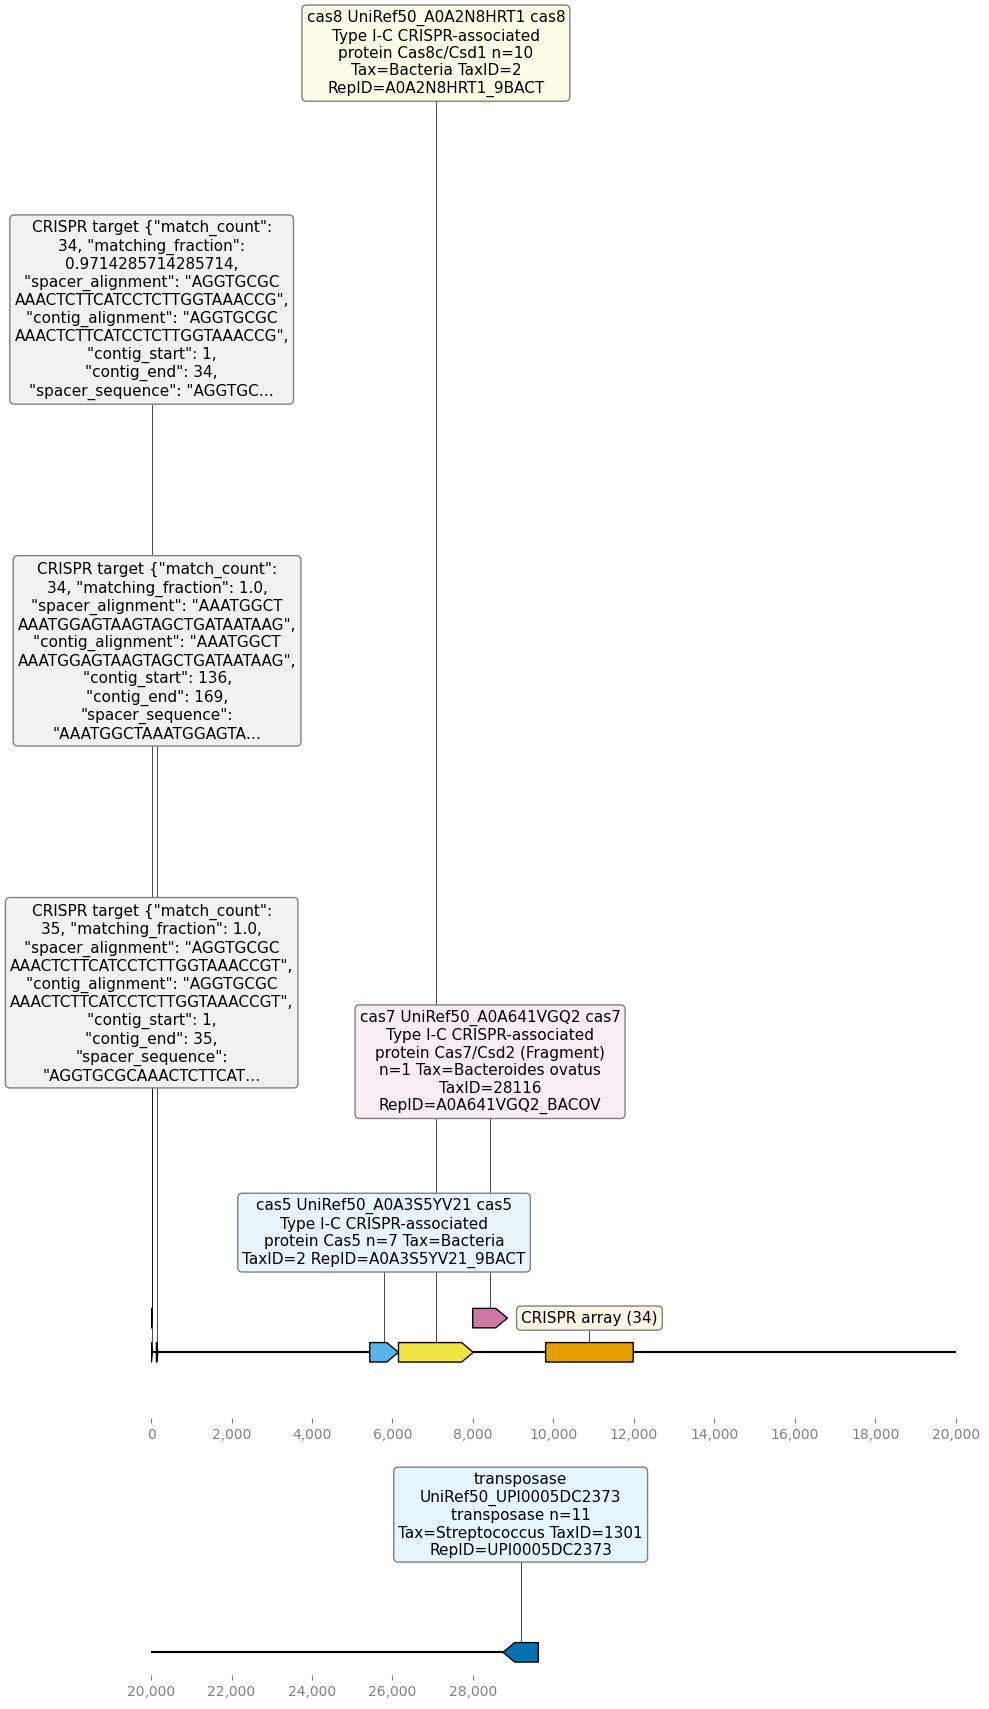 cas8 UniRef50_A0A2N8HRT1 cas8
Type I-C CRISPR-associated
protein Cas8c/Csd1 n=10
Tax=Bacteria TaxID=2
RepID=A0A2N8HRT1_9BACT
CRISPR target {"match_count":
34, "matching_fraction":
0.9714285714285714,
"spacer_alignment": "AGGTGCGC
AAACTCTTCATCCTCTTGGTAAACCG",
"contig_alignment": "AGGTGCGC
AAACTCTTCATCCTCTTGGTAAACCG",
"contig_start": 1,
"contig_end": 34,
"spacer_sequence": "AGGTGC...
CRISPR target {"match_count":
34, "matching_fraction": 1.0,
"spacer_alignment": "AAATGGCT
AAATGGAGTAAGTAGCTGATAATAAG",
"contig_alignment": "AAATGGCT
AAATGGAGTAAGTAGCTGATAATAAG",
"contig_start": 136,
"contig_end": 169,
"spacer_sequence":
"AAATGGCTAAATGGAGTA...
CRISPR target {"match_count":
35, "matching_fraction": 1.0,
"spacer_alignment": "AGGTGCGC
AAACTCTTCATCCTCTTGGTAAACCGT",
"contig_alignment": "AGGTGCGC
AAACTCTTCATCCTCTTGGTAAACCGT",
"contig_start": 1,
"contig_end": 35,
"spacer_sequence":
"AGGTGCGCAAACTCTTCAT...
cas7 UniRef50_A0A641VGQ2 cas7
Type I-C CRISPR-associated
protein Cas7/Csd2 (Fragment)
n=1 Tax=Bacteroides ovatus
TaxID=28116
RepID=A0A641VGQ2_BACOV
cas5 UniRef50_A0A3S5YV21 cas5
Type I-C CRISPR-associated
protein Cas5 n=7 Tax=Bacteria
TaxID=2 RepID=A0A3S5YV21_9BACT
CRISPR array (34)
0 2,000 4,000 6,000 8,000 10,000 12,000 14,000 16,000 18,000 20,000
transposase
UniRef50_UPI0005DC2373
transposase n=11
Tax=Streptococcus TaxID=1301
RepID=UPI0005DC2373
20,000 22,000 24,000 26,000 28,000